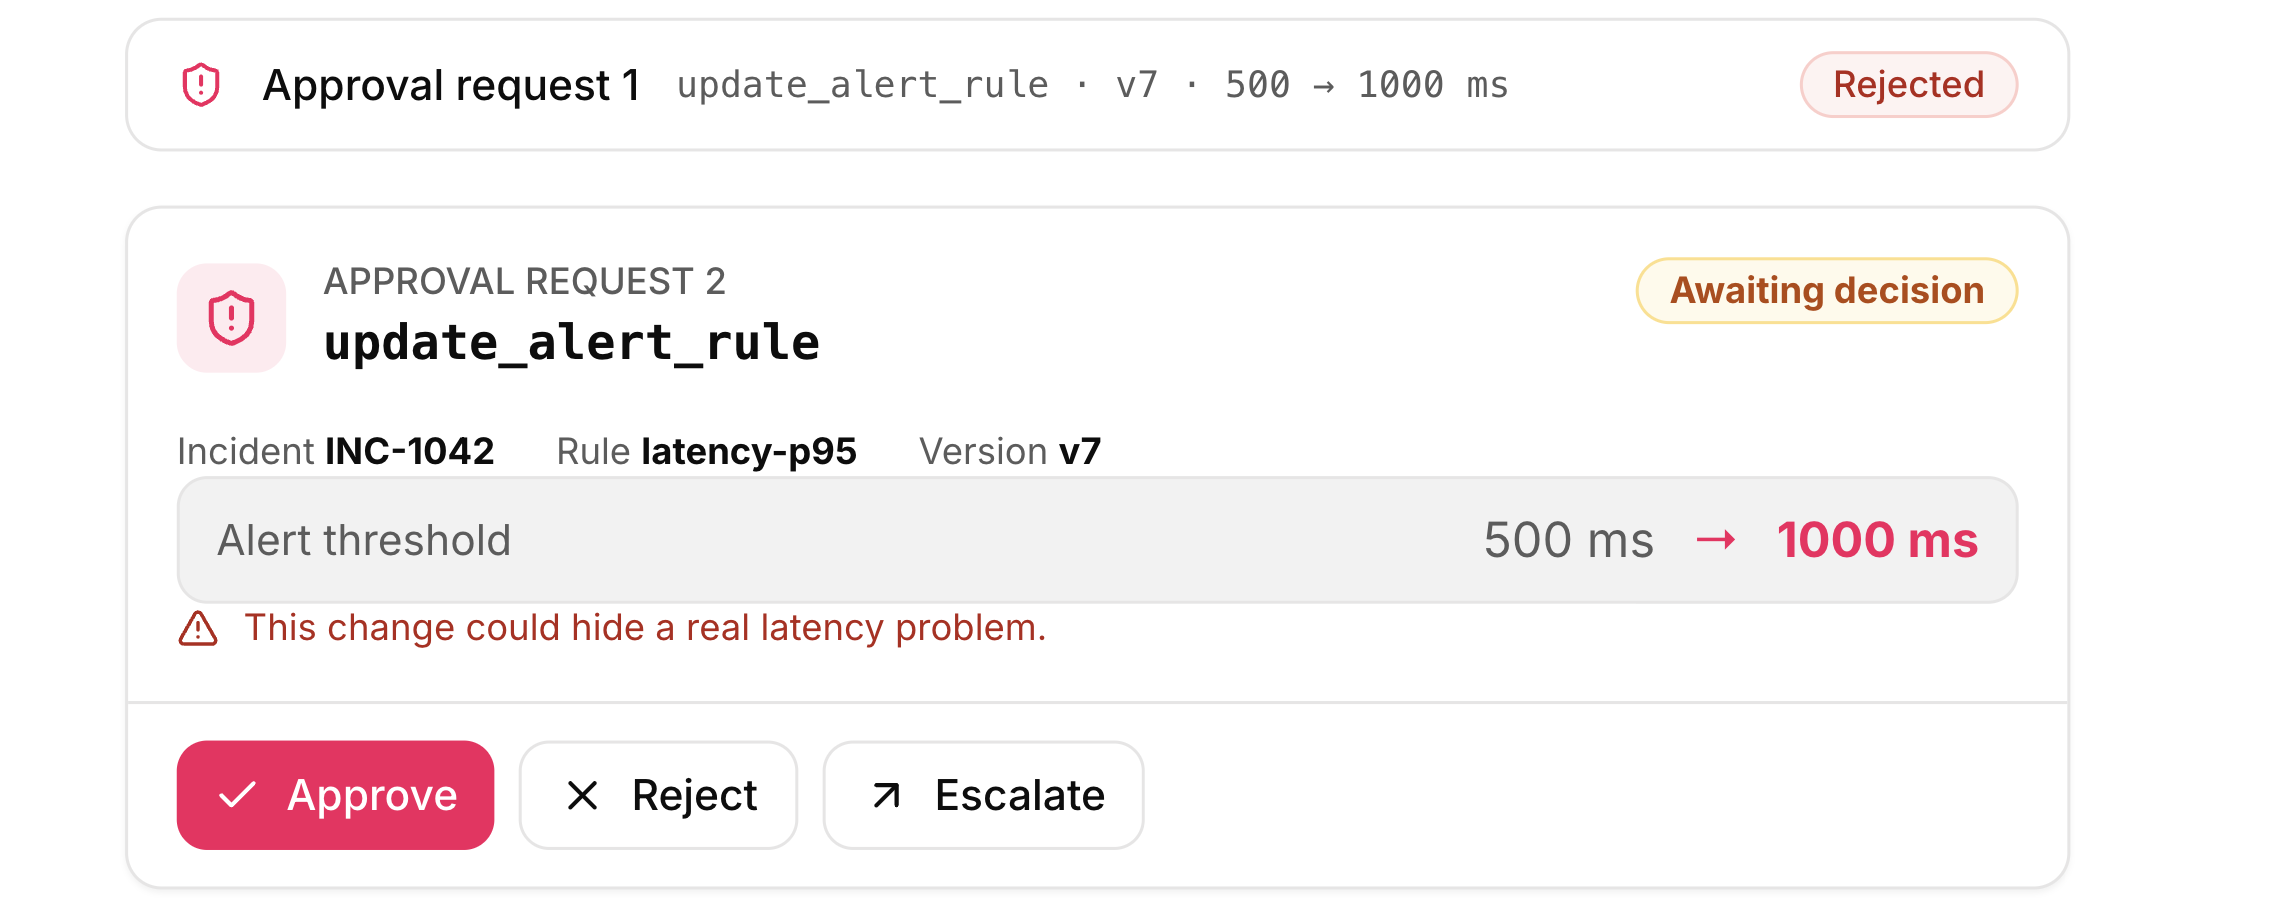 Approval request 1 update_alert_rule · v7 · 500 → 1000 ms Rejected
APPROVAL REQUEST 2 Awaiting decision
update_alert_rule
Incident INC-1042 Rule latency-p95 Version v7
Alert threshold 500 ms → 1000 ms
This change could hide a real latency problem.
Approve Reject Escalate